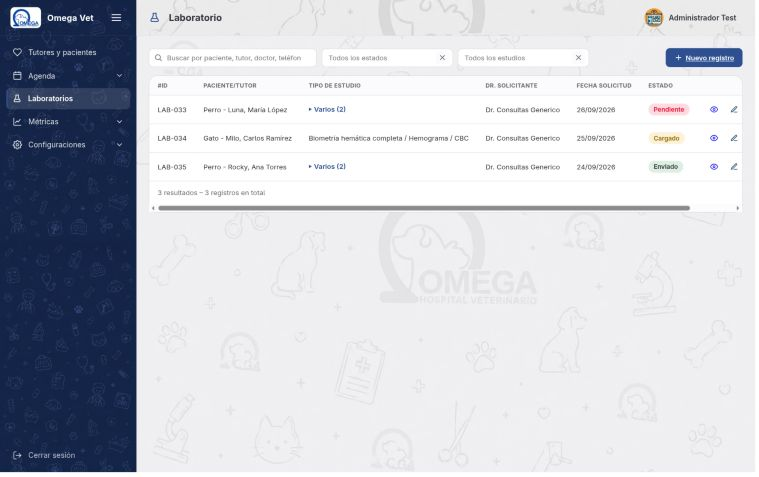 OMEGA
Omega Vet
Laboratorio
Administrador Test
Tutores y pacientes
Agenda
Laboratorios
Métricas
Configuraciones
Cerrar sesión
Buscar por paciente, tutor, doctor, teléfon
Todos los estados
Todos los estudios
+ Nuevo registro
#ID PACIENTE/TUTOR TIPO DE ESTUDIO DR. SOLICITANTE FECHA SOLICITUD ESTADO
LAB-033 Perro - Luna, María López Varios (2) Dr. Consultas Generico 26/09/2026 Pendiente
LAB-034 Gato - Milo, Carlos Ramírez Biometría hemática completa / Hemograma / CBC Dr. Consultas Generico 25/09/2026 Cargado
LAB-035 Perro - Rocky, Ana Torres Varios (2) Dr. Consultas Generico 24/09/2026 Enviado
3 resultados – 3 registros en total
OMEGA
HOSPITAL VETERINARIO